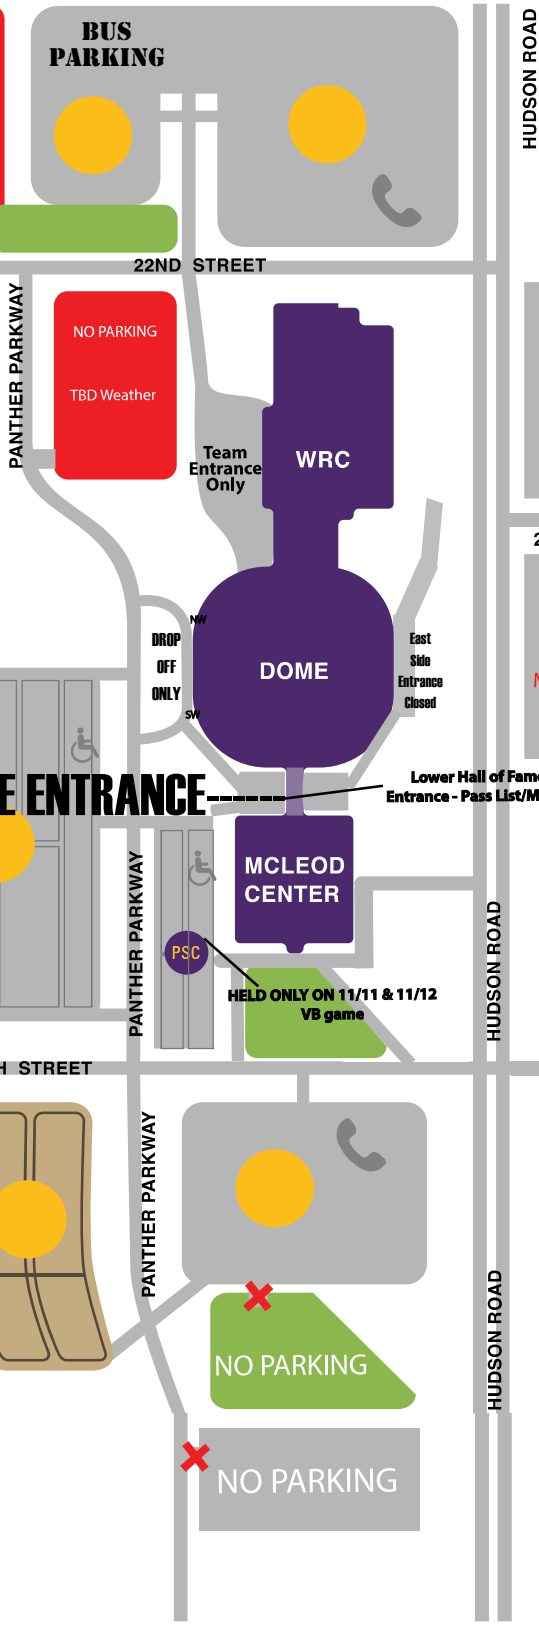 BUS
PARKING
HUDSON ROAD
22ND STREET
PANTHER PARKWAY
NO PARKING
TBD Weather
Team
Entrance
Only
WRC
2
NW
DROP
OFF
ONLY
SW
DOME
East
Side
Entrance
Closed
E ENTRANCE
Lower Hall of Fame
Entrance - Pass List/M
MCLEOD
CENTER
PANTHER PARKWAY
PSC
HUDSON ROAD
HELD ONLY ON 11/11 & 11/12
VB game
H STREET
PANTHER PARKWAY
HUDSON ROAD
NO PARKING
NO PARKING